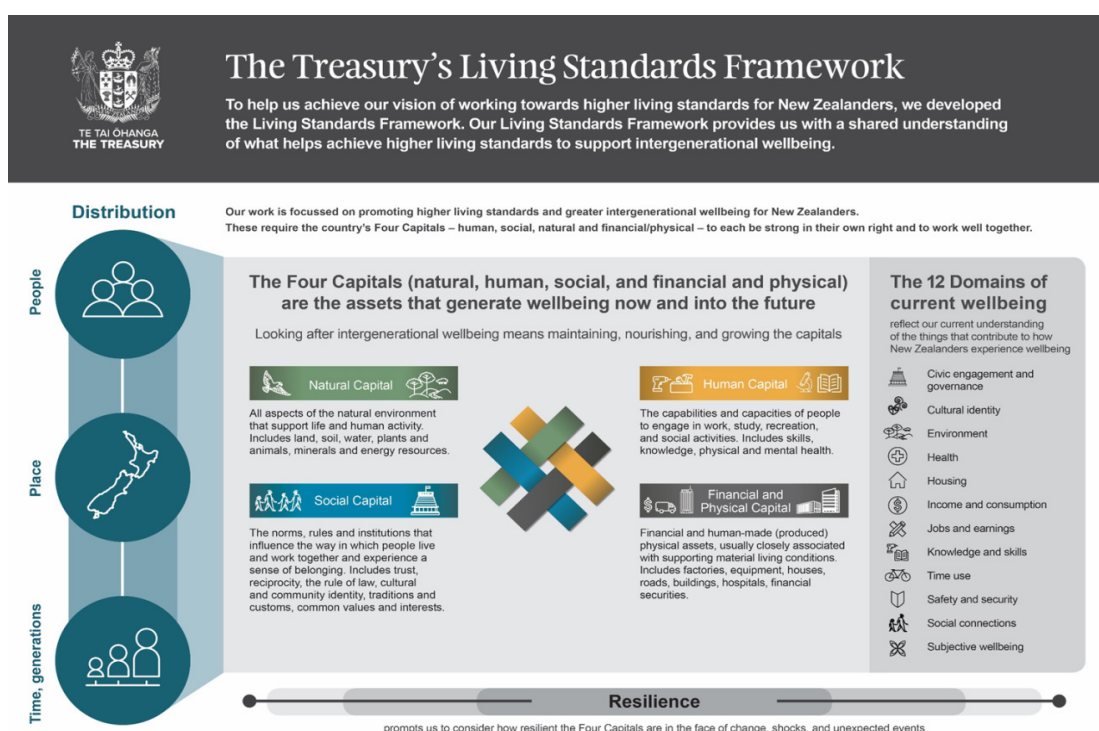 The Treasury's Living Standards Framework
To help us achieve our vision of working towards higher living standards for New Zealanders, we developed
the Living Standards Framework. Our Living Standards Framework provides us with a shared understanding
of what helps achieve higher living standards to support intergenerational wellbeing.
TE TAI ŌHANGA
THE TREASURY
Distribution
People
Place
Time, generations
Our work is focussed on promoting higher living standards and greater intergenerational wellbeing for New Zealanders.
These require the country's Four Capitals – human, social, natural and financial/physical – to each be strong in their own right and to work well together.
The Four Capitals (natural, human, social, and financial and physical)
are the assets that generate wellbeing now and into the future
Looking after intergenerational wellbeing means maintaining, nourishing, and growing the capitals
Natural Capital
All aspects of the natural environment
that support life and human activity.
Includes land, soil, water, plants and
animals, minerals and energy resources.
Human Capital
The capabilities and capacities of people
to engage in work, study, recreation,
and social activities. Includes skills,
knowledge, physical and mental health.
Social Capital
The norms, rules and institutions that
influence the way in which people live
and work together and experience a
sense of belonging. Includes trust,
reciprocity, the rule of law, cultural
and community identity, traditions and
customs, common values and interests.
Financial and
Physical Capital
Financial and human-made (produced)
physical assets, usually closely associated
with supporting material living conditions.
Includes factories, equipment, houses,
roads, buildings, hospitals, financial
securities.
The 12 Domains of
current wellbeing
reflect our current understanding
of the things that contribute to how
New Zealanders experience wellbeing
Civic engagement and
governance
Cultural identity
Environment
Health
Housing
Income and consumption
Jobs and earnings
Knowledge and skills
Time use
Safety and security
Social connections
Subjective wellbeing
Resilience
prompts us to consider how resilient the Four Capitals are in the face of change, shocks, and unexpected events